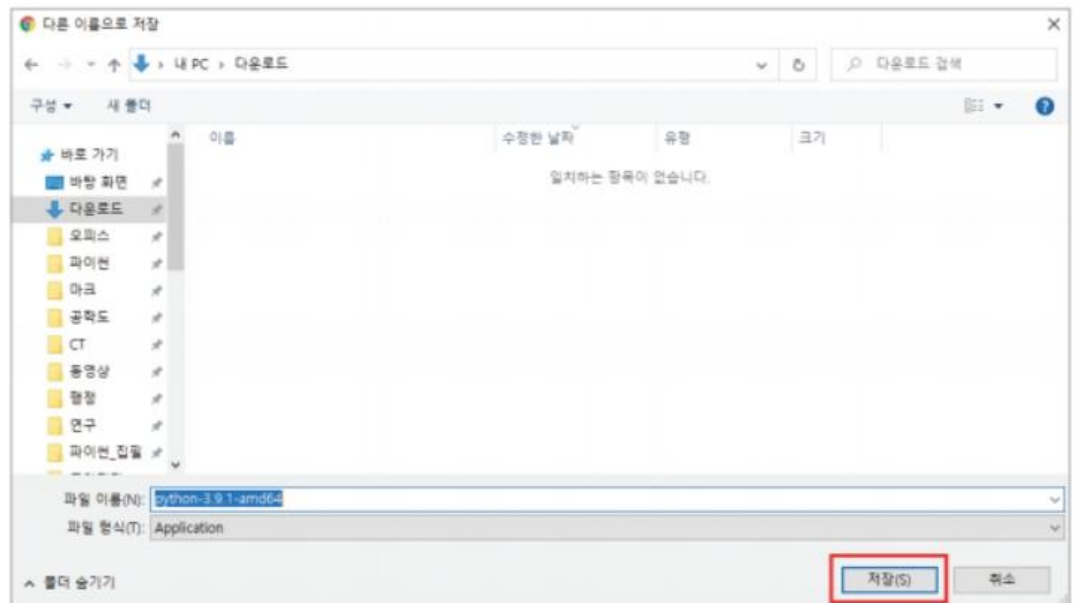 다른 이름으로 저장
내 PC › 다운로드
다운로드 검색
구성
새 폴더
이름 수정한 날짜 유형 크기
일치하는 항목이 없습니다.
바로 가기
바탕 화면
다운로드
오피스
파이썬
마크
공학도
CT
동영상
행정
연구
파이썬_집필
파일 이름(N): python-3.9.1-amd64
파일 형식(T): Application
폴더 숨기기
저장(S) 취소